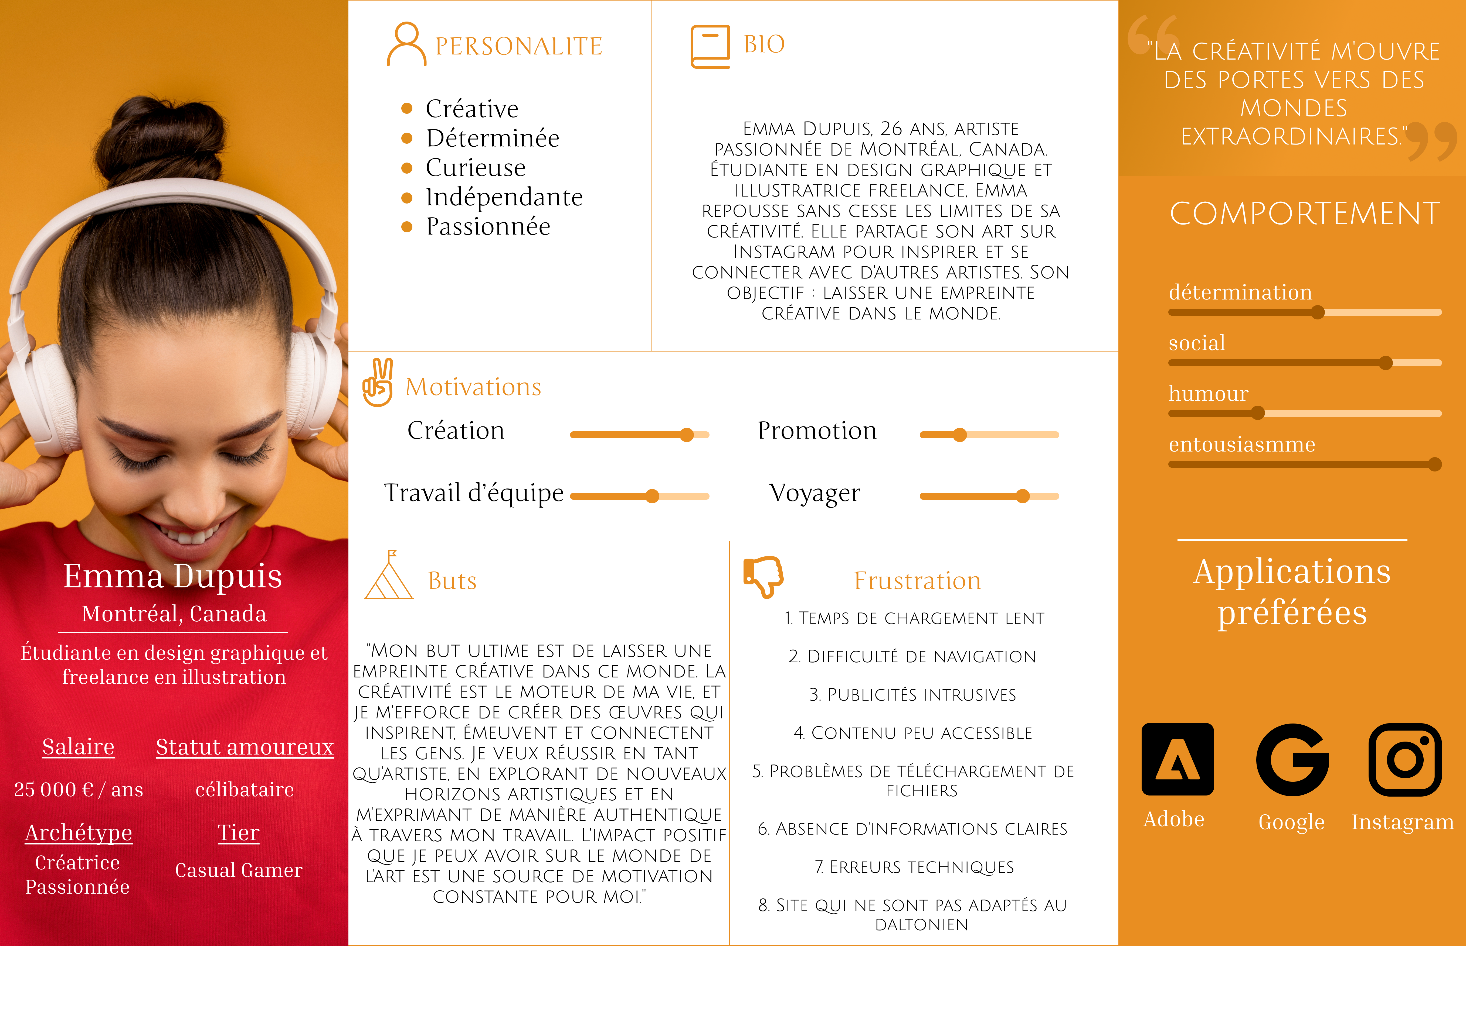 Emma Dupuis
Montréal, Canada
Étudiante en design graphique et
freelance en illustration
Salaire
25 000 € / ans
Statut amoureux
célibataire
Archétype
Créatrice
Passionnée
Tier
Casual Gamer
PERSONALITE
Créative
Déterminée
Curieuse
Indépendante
Passionnée
BIO
Emma Dupuis, 26 ans, artiste
passionnée de Montréal, Canada.
Étudiante en design graphique et
illustratrice freelance, Emma
repousse sans cesse les limites de sa
créativité. Elle partage son art sur
Instagram pour inspirer et se
connecter avec d'autres artistes. Son
objectif : laisser une empreinte
créative dans le monde.
Motivations
Création
Promotion
Travail d'équipe
Voyager
Buts
"Mon but ultime est de laisser une
empreinte créative dans ce monde. La
créativité est le moteur de ma vie, et
je m'efforce de créer des œuvres qui
inspirent, émeuvent et connectent
les gens. Je veux réussir en tant
qu'artiste, en explorant de nouveaux
horizons artistiques et en
m'exprimant de manière authentique
à travers mon travail. L'impact positif
que je peux avoir sur le monde de
l'art est une source de motivation
constante pour moi."
Frustration
1. Temps de chargement lent
2. Difficulté de navigation
3. Publicités intrusives
4. Contenu peu accessible
5. Problèmes de téléchargement de
fichiers
6. Absence d'informations claires
7. Erreurs techniques
8. Site qui ne sont pas adaptés au
daltonien
"La créativité m'ouvre
des portes vers des
mondes
extraordinaires."
COMPORTEMENT
détermination
social
humour
entousiasmme
Applications
préférées
Adobe
Google
Instagram